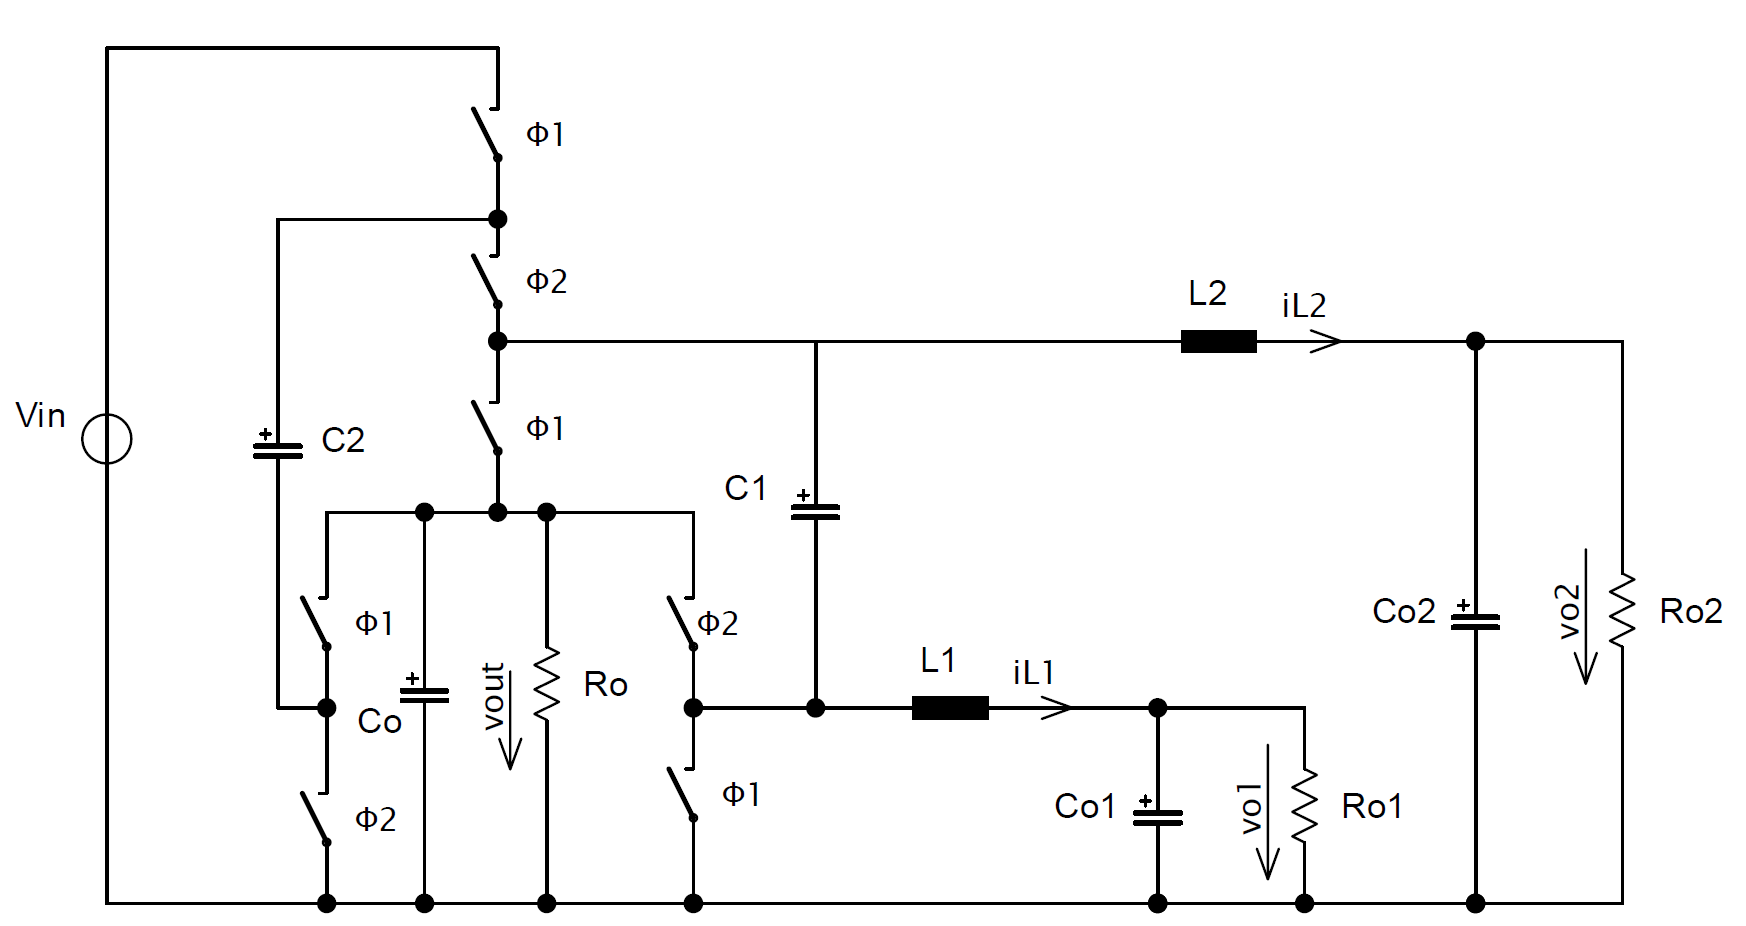 Φ1
Φ2
L2
iL2
Vin
C2
Φ1
C1
Φ1
Φ2
Co2
vo2
Ro2
L1
iL1
vout
Ro
Co
Φ2
Φ1
Co1
vo1
Ro1
+
+
+
+
+